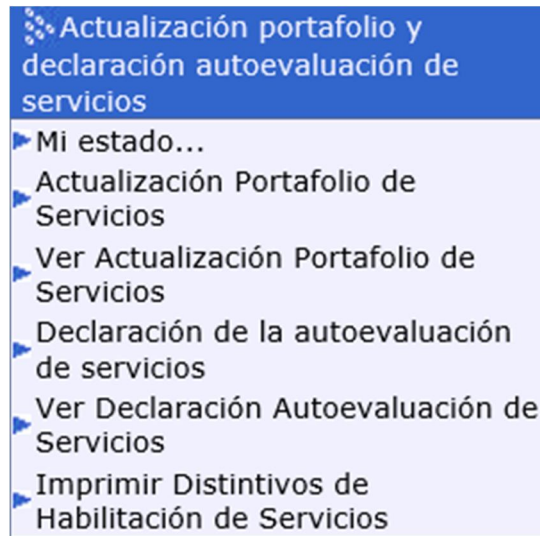 Actualización portafolio y
declaración autoevaluación de
servicios
Mi estado...
Actualización Portafolio de
Servicios
Ver Actualización Portafolio de
Servicios
Declaración de la autoevaluación
de servicios
Ver Declaración Autoevaluación de
Servicios
Imprimir Distintivos de
Habilitación de Servicios